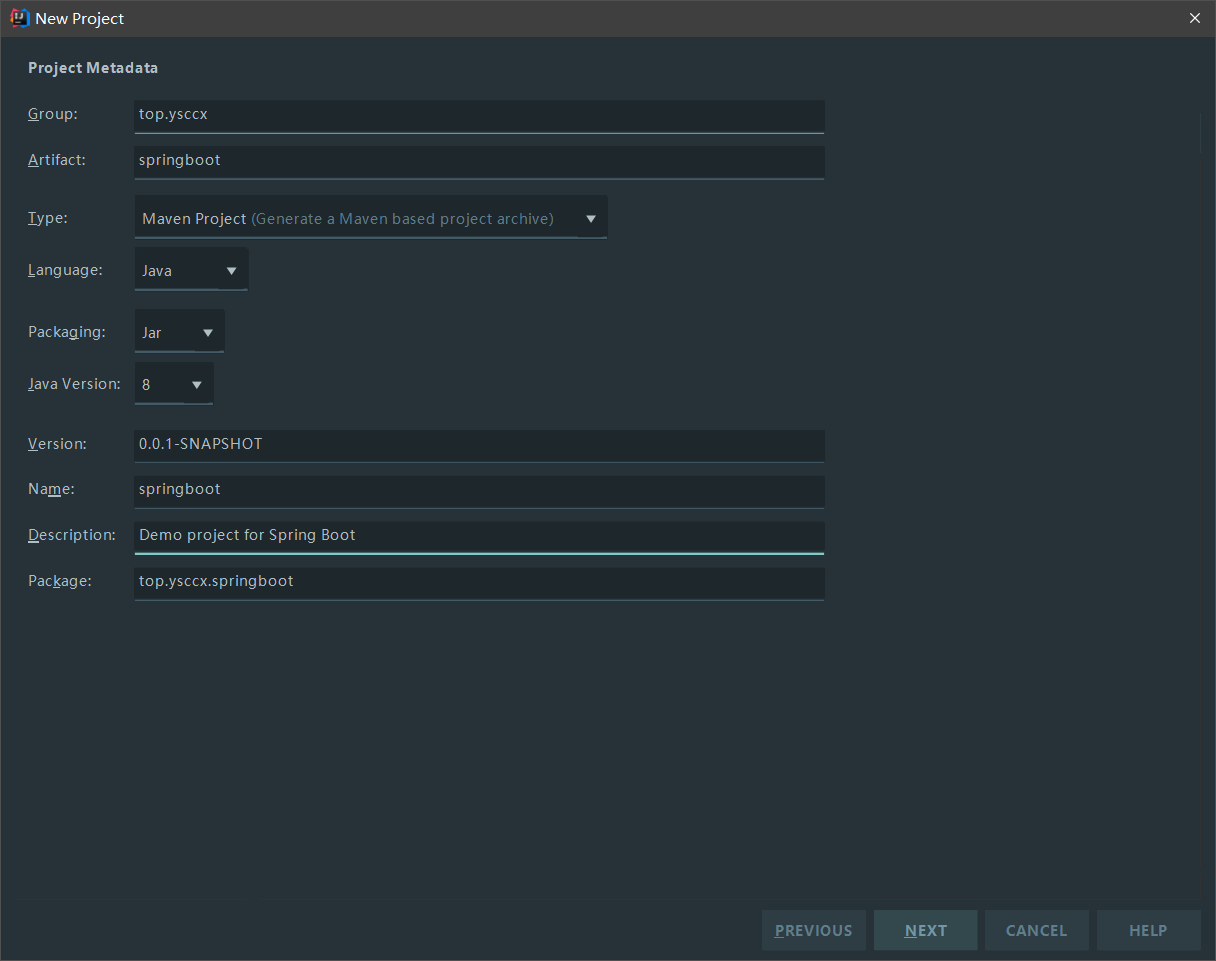 New Project
Project Metadata
Group: top.ysccx
Artifact: springboot
Type: Maven Project (Generate a Maven based project archive)
Language: Java
Packaging: Jar
Java Version: 8
Version: 0.0.1-SNAPSHOT
Name: springboot
Description: Demo project for Spring Boot
Package: top.ysccx.springboot
PREVIOUS NEXT CANCEL HELP